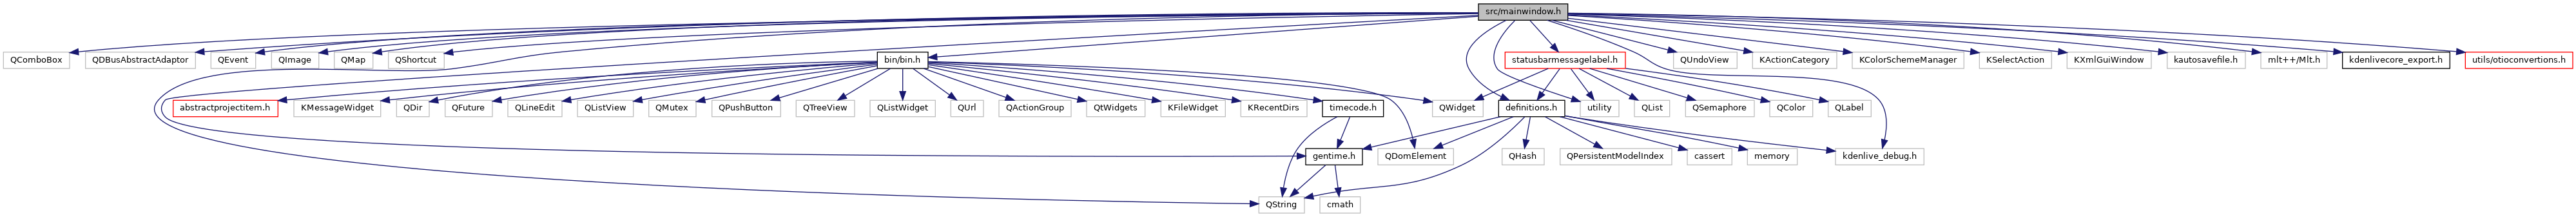 src/mainwindow.h
QComboBox
QDBusAbstractAdaptor
QEvent
QImage
QMap
QShortcut
bin/bin.h
statusbarmessagelabel.h
QUndoView
KActionCategory
KColorSchemeManager
KSelectAction
KXmlGuiWindow
kautosavefile.h
mlt++/Mlt.h
kdenlivecore_export.h
utils/otioconvertions.h
abstractprojectitem.h
KMessageWidget
QDir
QFuture
QLineEdit
QListView
QMutex
QPushButton
QTreeView
QListWidget
QUrl
QActionGroup
QtWidgets
KFileWidget
KRecentDirs
timecode.h
QWidget
definitions.h
utility
QList
QSemaphore
QColor
QLabel
gentime.h
QDomElement
QHash
QPersistentModelIndex
cassert
memory
kdenlive_debug.h
QString
cmath